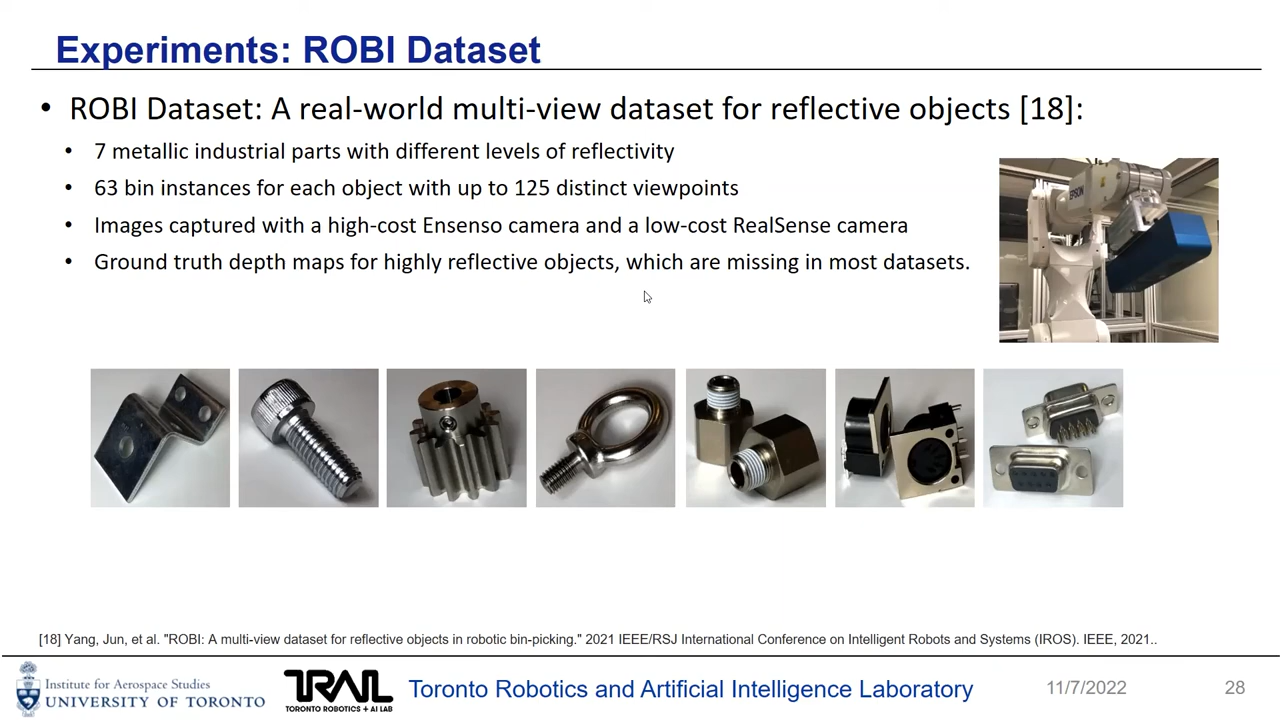 Experiments: ROBI Dataset
• ROBI Dataset: A real-world multi-view dataset for reflective objects [18]:
• 7 metallic industrial parts with different levels of reflectivity
• 63 bin instances for each object with up to 125 distinct viewpoints
• Images captured with a high-cost Ensenso camera and a low-cost RealSense camera
• Ground truth depth maps for highly reflective objects, which are missing in most datasets.
EPSON
[18] Yang, Jun, et al. "ROBI: A multi-view dataset for reflective objects in robotic bin-picking." 2021 IEEE/RSJ International Conference on Intelligent Robots and Systems (IROS). IEEE, 2021..
Institute for Aerospace Studies
UNIVERSITY OF TORONTO
TRAIL
TORONTO ROBOTICS + AI LAB
Toronto Robotics and Artificial Intelligence Laboratory
11/7/2022
28